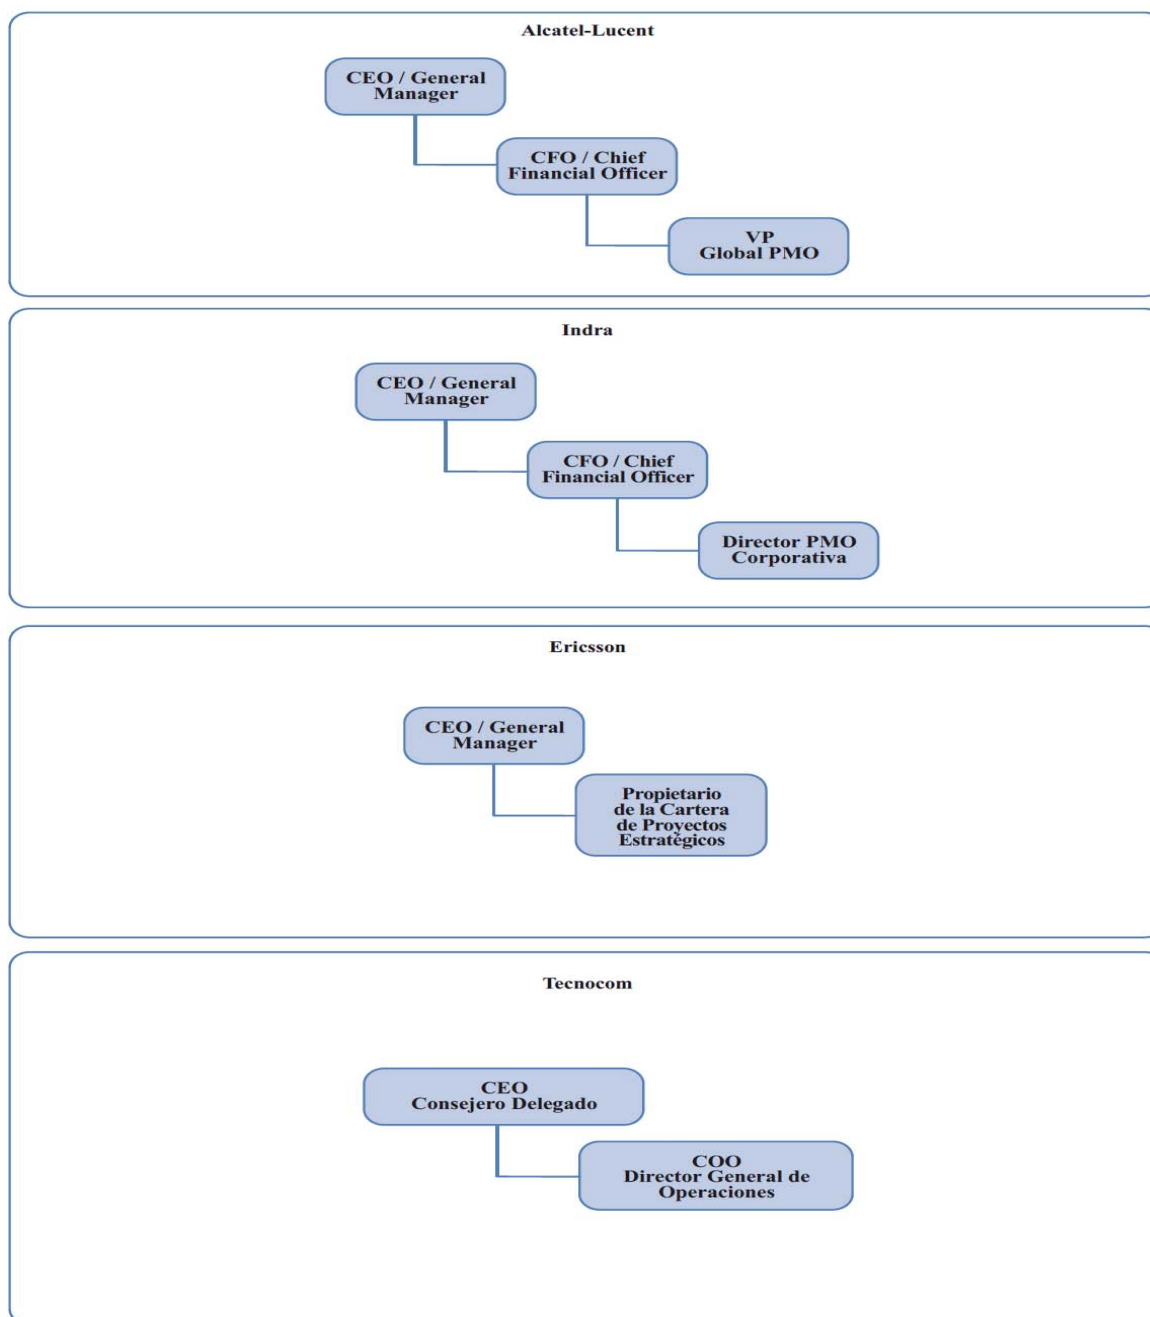 Alcatel-Lucent
CEO / General
Manager
CFO / Chief
Financial Officer
VP
Global PMO
Indra
CEO / General
Manager
CFO / Chief
Financial Officer
Director PMO
Corporativa
Ericsson
CEO / General
Manager
Propietario
de la Cartera
de Proyectos
Estratégicos
Tecnocom
CEO
Consejero Delegado
COO
Director General de
Operaciones